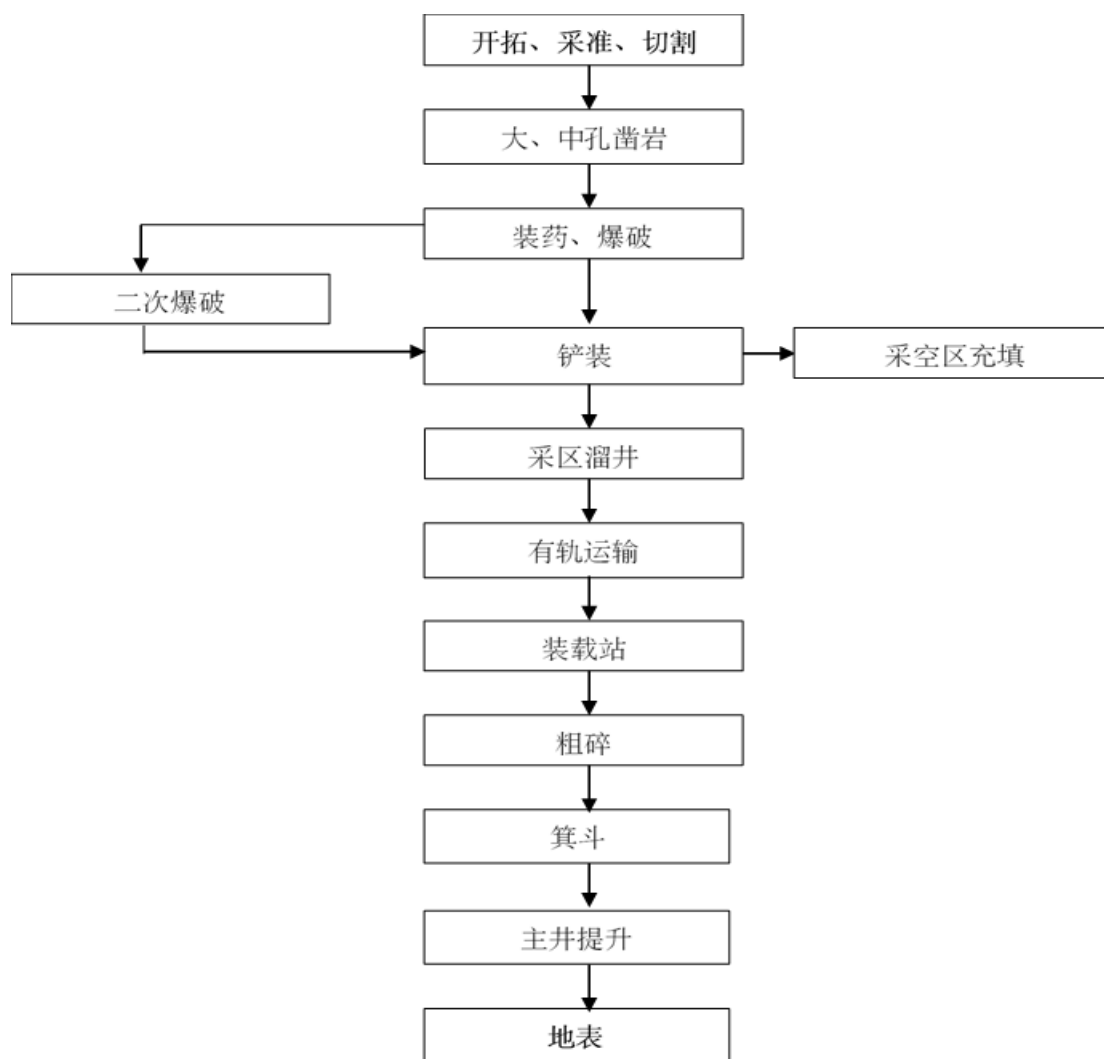 开拓、采准、切割
大、中孔凿岩
装药、爆破
二次爆破
铲装
采空区充填
采区溜井
有轨运输
装载站
粗碎
箕斗
主井提升
地表